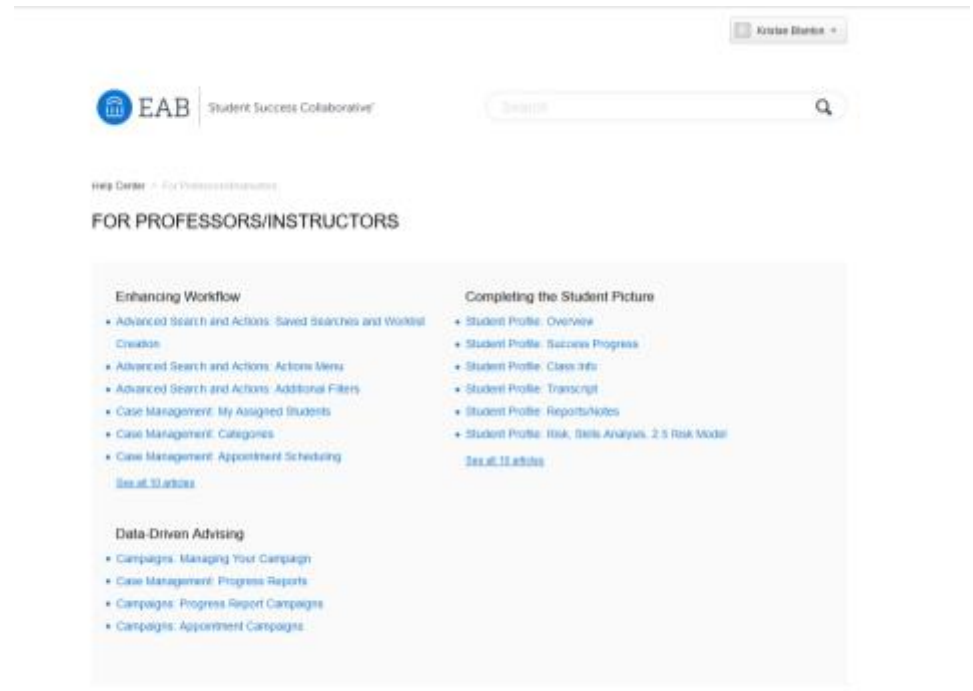 EAB
Student Success Collaborative
Search
Help Center > For Professors/Instructors
FOR PROFESSORS/INSTRUCTORS
Enhancing Workflow
• Advanced Search and Actions: Saved Searches and Worklist
Creation
• Advanced Search and Actions: Actions Menu
• Advanced Search and Actions: Additional Filters
• Case Management: My Assigned Students
• Case Management: Categories
• Case Management: Appointment Scheduling
See all 10 articles
Completing the Student Picture
• Student Profile: Overview
• Student Profile: Success Progress
• Student Profile: Class Info
• Student Profile: Transcript
• Student Profile: Reports/Notes
• Student Profile: Risk, Skills Analysis, 2.5 Risk Model
See all 10 articles
Data-Driven Advising
• Campaigns: Managing Your Campaign
• Case Management: Progress Reports
• Campaigns: Progress Report Campaigns
• Campaigns: Appointment Campaigns